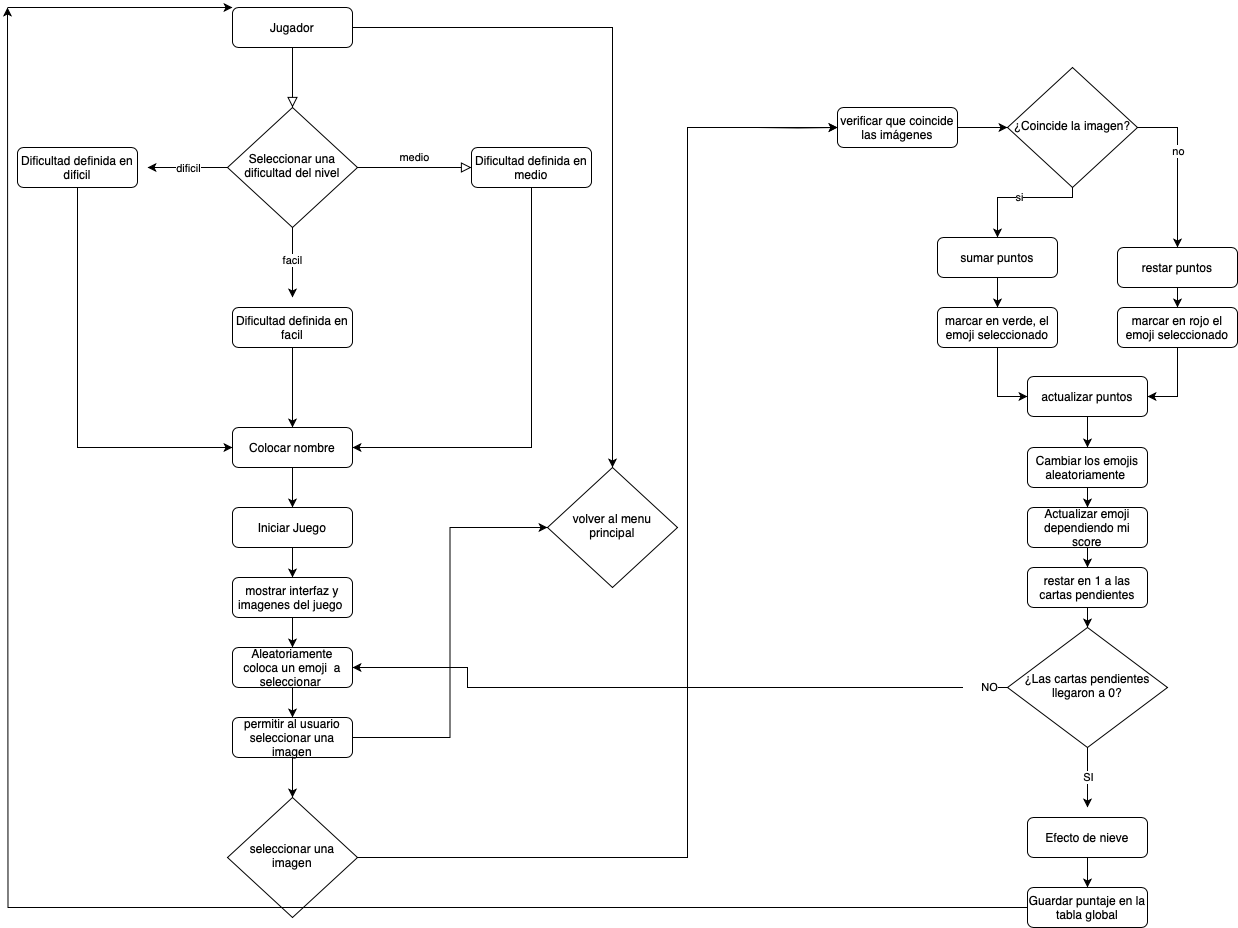 Jugador
Seleccionar una
dificultad del nivel
dificil
Dificultad definida en
dificil
medio
Dificultad definida en
medio
facil
Dificultad definida en
facil
Colocar nombre
Iniciar Juego
mostrar interfaz y
imagenes del juego
Aleatoriamente
coloca un emoji a
seleccionar
permitir al usuario
seleccionar una
imagen
seleccionar una
imagen
volver al menu
principal
verificar que coincide
las imágenes
¿Coincide la imagen?
si
no
sumar puntos
restar puntos
marcar en verde, el
emoji seleccionado
marcar en rojo el
emoji seleccionado
actualizar puntos
Cambiar los emojis
aleatoriamente
Actualizar emoji
dependiendo mi
score
restar en 1 a las
cartas pendientes
¿Las cartas pendientes
llegaron a 0?
NO
SI
Efecto de nieve
Guardar puntaje en la
tabla global